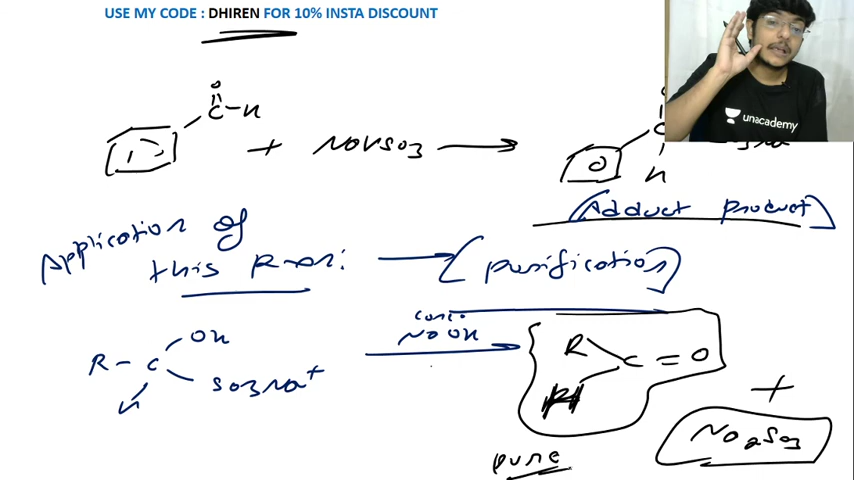 USE MY CODE : DHIREN FOR 10% INSTA DISCOUNT
unacademy
O
C-H
+ NaHSO3
C
H
Adduct product
Application of
this Rxn: (purification)
conc.
NaOH
R - C
OH
H
SO3Na+
R
H
C = O
+
Na2SO3
pure